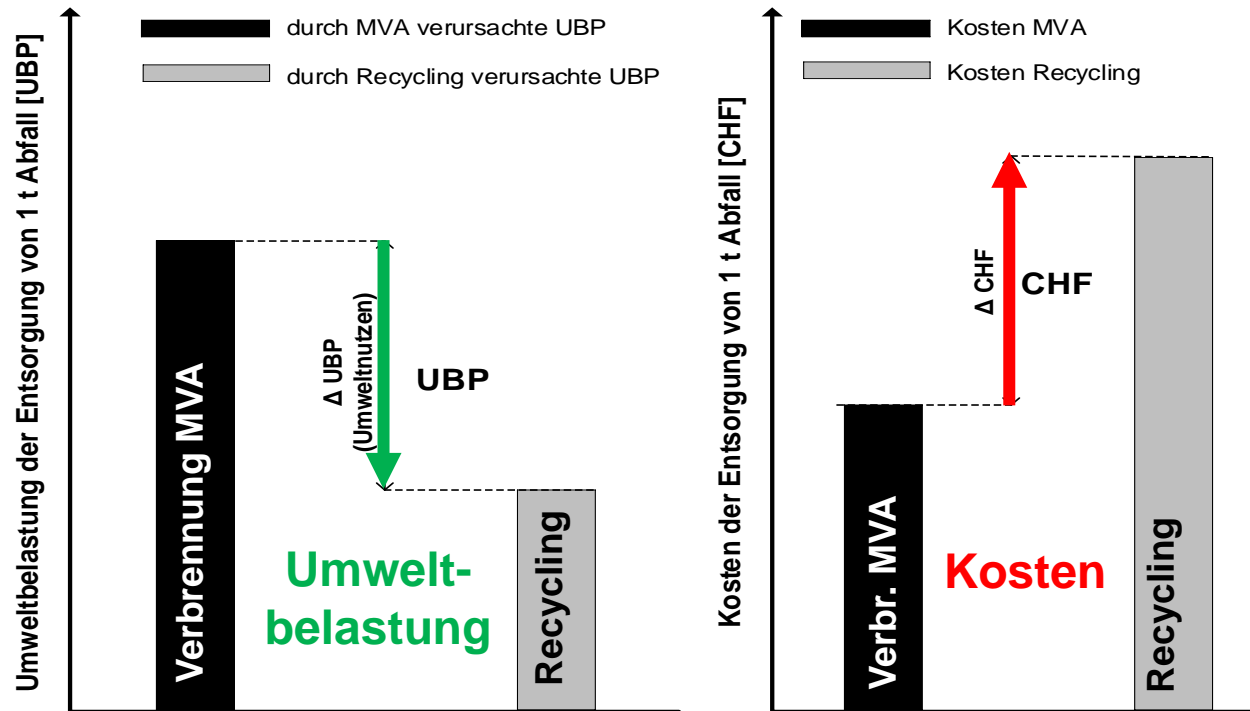 Umweltbelastung der Entsorgung von 1 t Abfall [UBP]
durch MVA verursachte UBP
durch Recycling verursachte UBP
Verbrennung MVA
Δ UBP
(Umweltnutzen)
UBP
Umwelt-
belastung
Recycling
Kosten der Entsorgung von 1 t Abfall [CHF]
Kosten MVA
Kosten Recycling
Verbr. MVA
Δ CHF
CHF
Kosten
Recycling